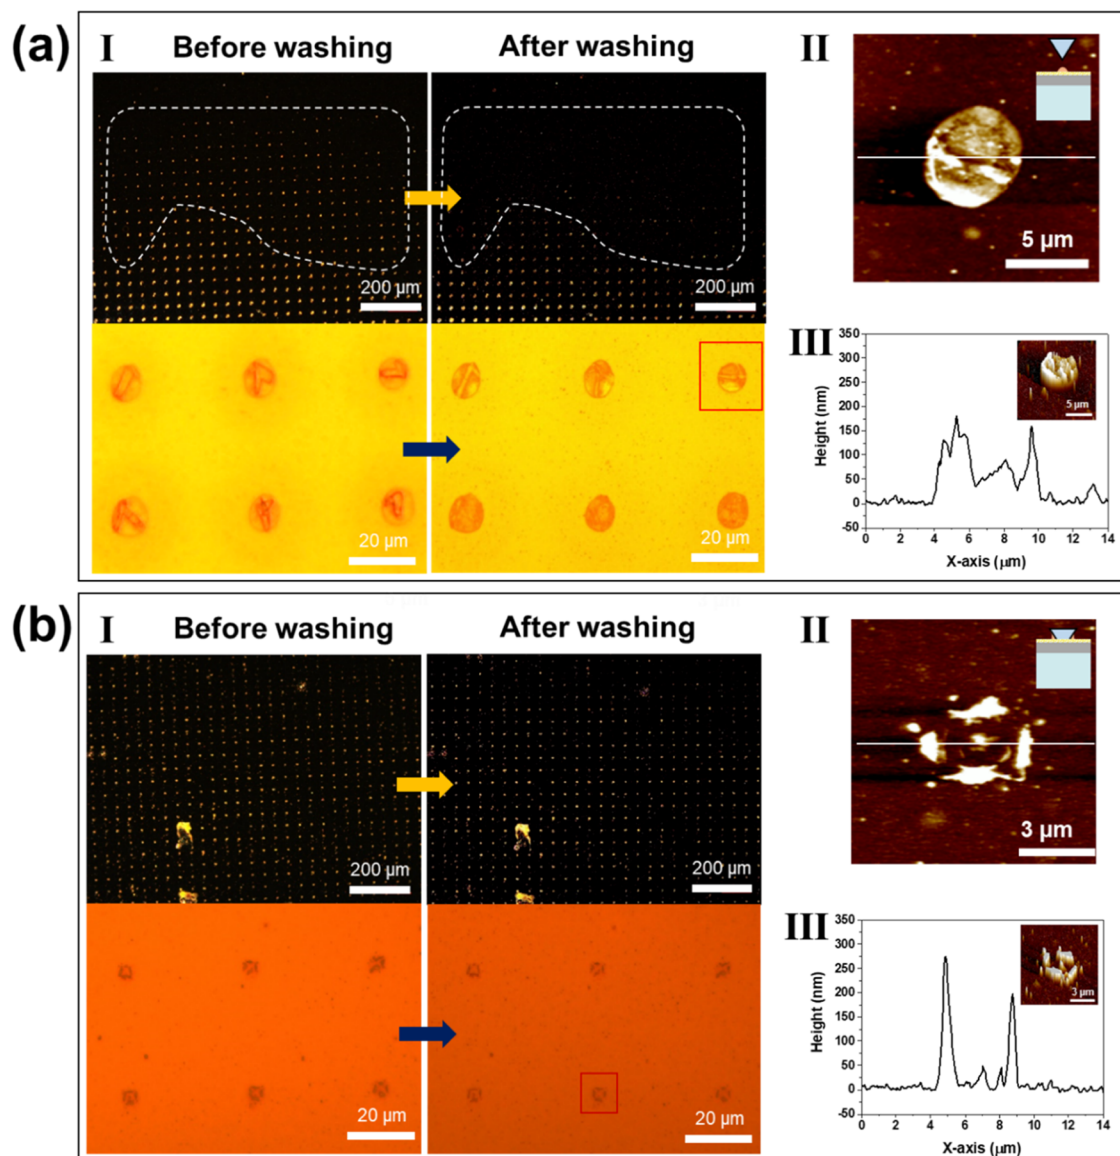 (a)
I Before washing After washing
200 µm 200 µm
20 µm 20 µm
II
5 µm
III
350
300
250
200
150
100
50
0
-50
Height (nm)
5 µm
0 2 4 6 8 10 12 14
X-axis (µm)
(b)
I Before washing After washing
200 µm 200 µm
20 µm 20 µm
II
3 µm
III
350
300
250
200
150
100
50
0
-50
Height (nm)
3 µm
0 2 4 6 8 10 12 14
X-axis (µm)